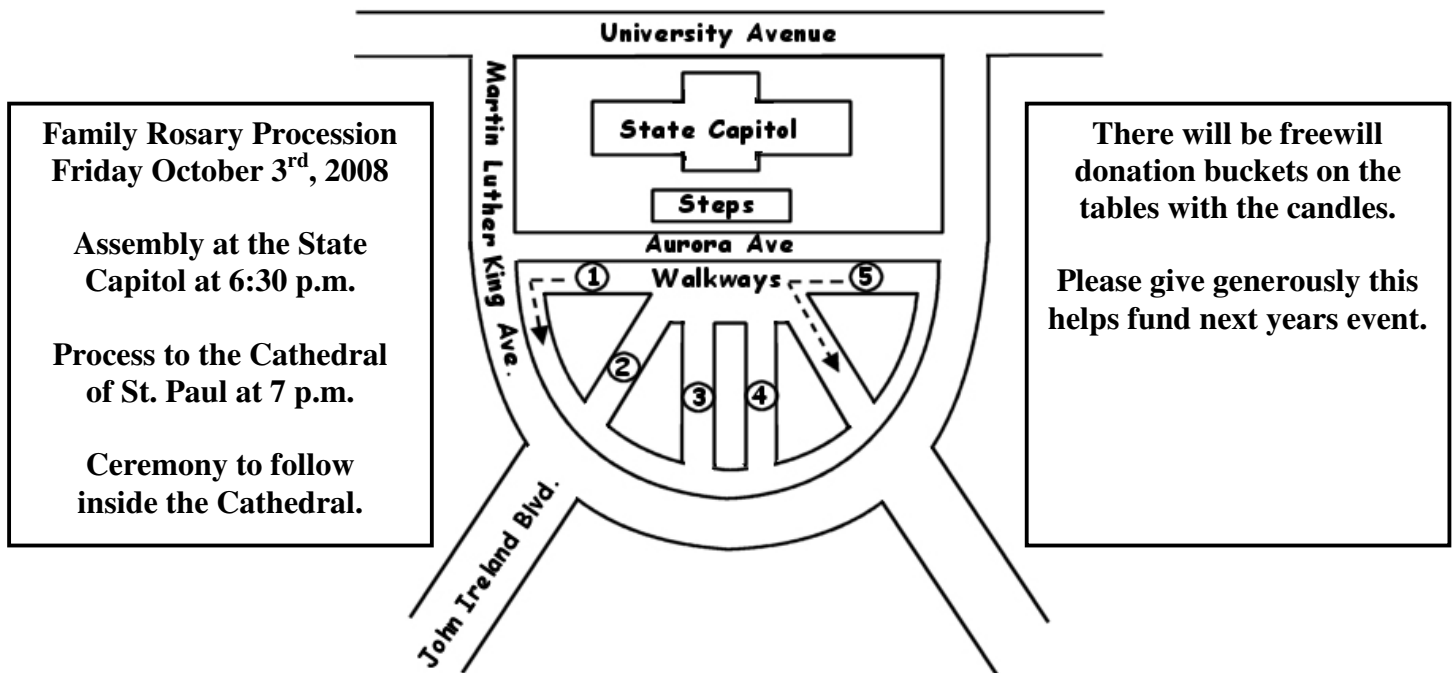 Family Rosary Procession
Friday October 3rd, 2008
Assembly at the State
Capitol at 6:30 p.m.
Process to the Cathedral
of St. Paul at 7 p.m.
Ceremony to follow
inside the Cathedral.
University Avenue
Martin Luther King Ave.
State Capitol
Steps
Aurora Ave
1
Walkways
5
2
3
4
John Ireland Blvd.
There will be freewill
donation buckets on the
tables with the candles.
Please give generously this
helps fund next years event.